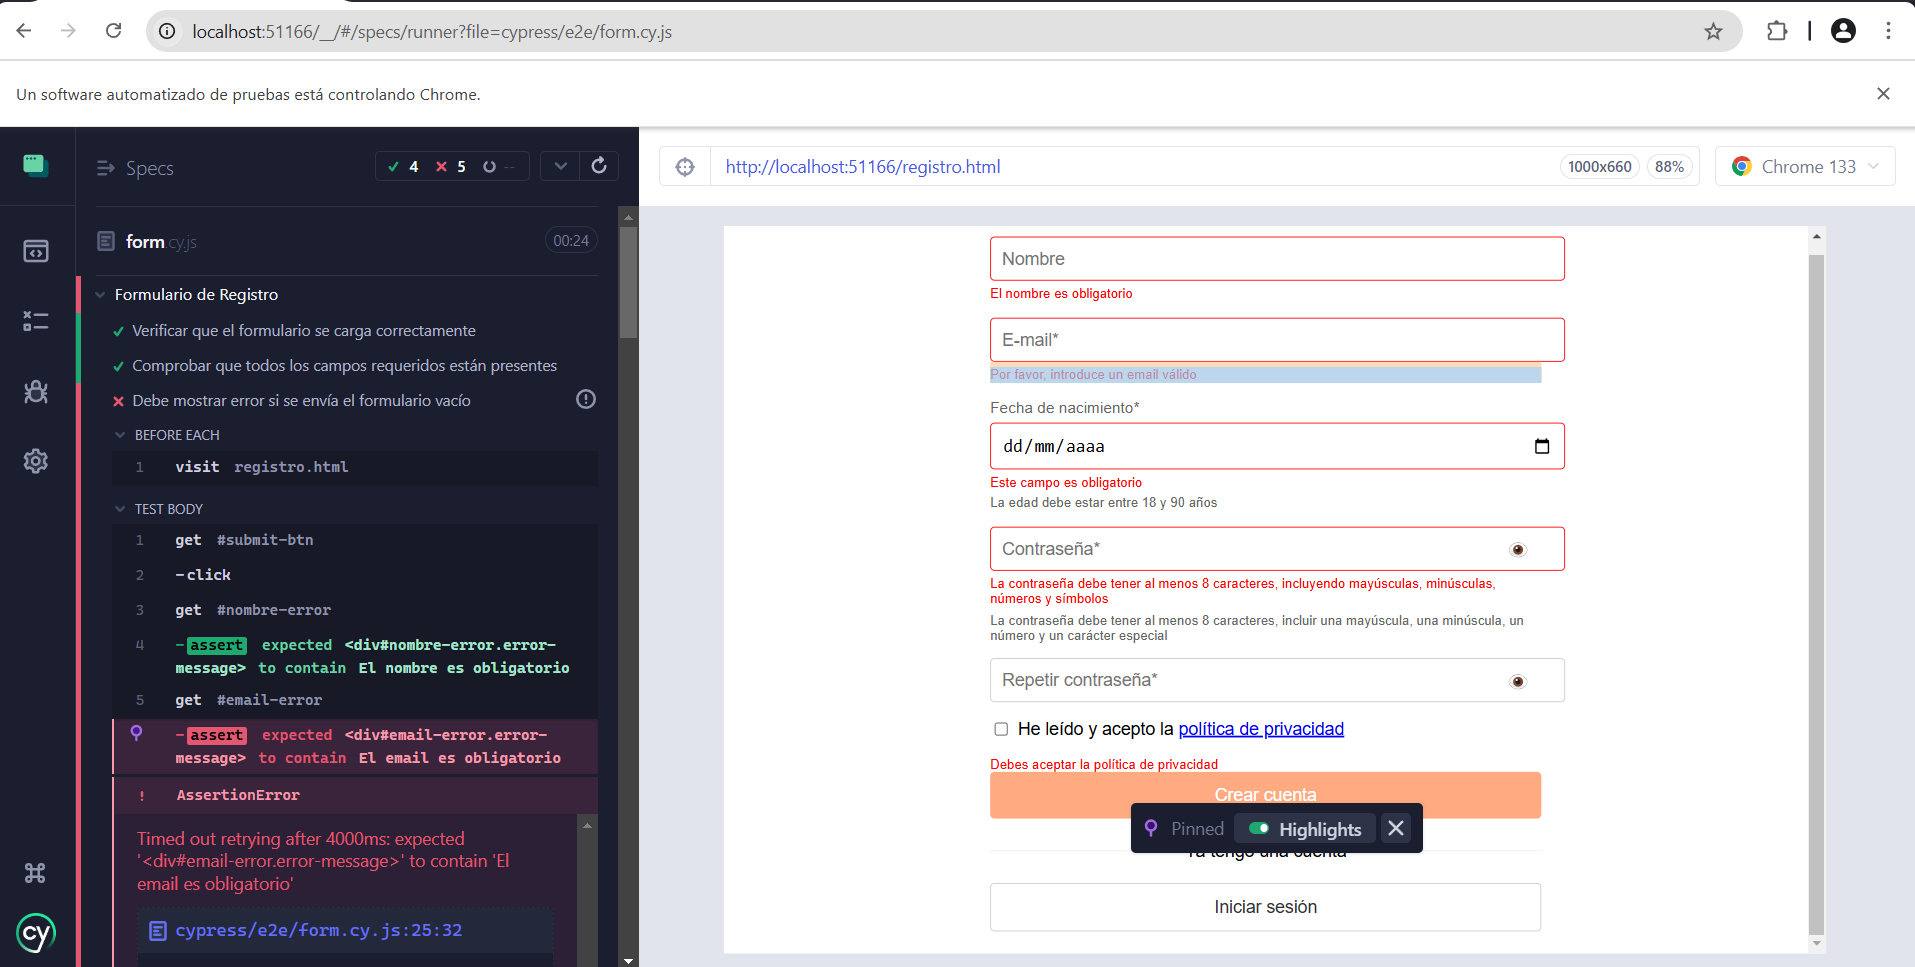 localhost:51166/__/#/specs/runner?file=cypress/e2e/form.cy.js
Un software automatizado de pruebas está controlando Chrome.
Specs
4 5 --
form.cy.js
00:24
Formulario de Registro
Verificar que el formulario se carga correctamente
Comprobar que todos los campos requeridos están presentes
Debe mostrar error si se envía el formulario vacío
BEFORE EACH
1 visit registro.html
TEST BODY
1 get #submit-btn
2 -click
3 get #nombre-error
4 -assert expected <div#nombre-error.error-
message> to contain El nombre es obligatorio
5 get #email-error
-assert expected <div#email-error.error-
message> to contain El email es obligatorio
! AssertionError
Timed out retrying after 4000ms: expected
'<div#email-error.error-message>' to contain 'El
email es obligatorio'
cypress/e2e/form.cy.js:25:32
cy
http://localhost:51166/registro.html
1000x660
88%
Chrome 133
Nombre
El nombre es obligatorio
E-mail*
Por favor, introduce un email válido
Fecha de nacimiento*
dd/mm/aaaa
Este campo es obligatorio
La edad debe estar entre 18 y 90 años
Contraseña*
La contraseña debe tener al menos 8 caracteres, incluyendo mayúsculas, minúsculas,
números y símbolos
La contraseña debe tener al menos 8 caracteres, incluir una mayúscula, una minúscula, un
número y un carácter especial
Repetir contraseña*
He leído y acepto la política de privacidad
Debes aceptar la política de privacidad
Crear cuenta
Pinned Highlights
Ya tengo una cuenta
Iniciar sesión